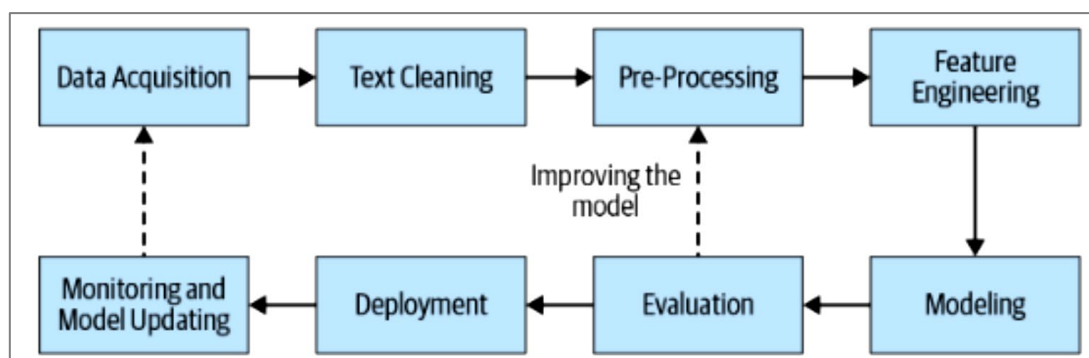 Data Acquisition
Text Cleaning
Pre-Processing
Feature
Engineering
Improving the
model
Monitoring and
Model Updating
Deployment
Evaluation
Modeling